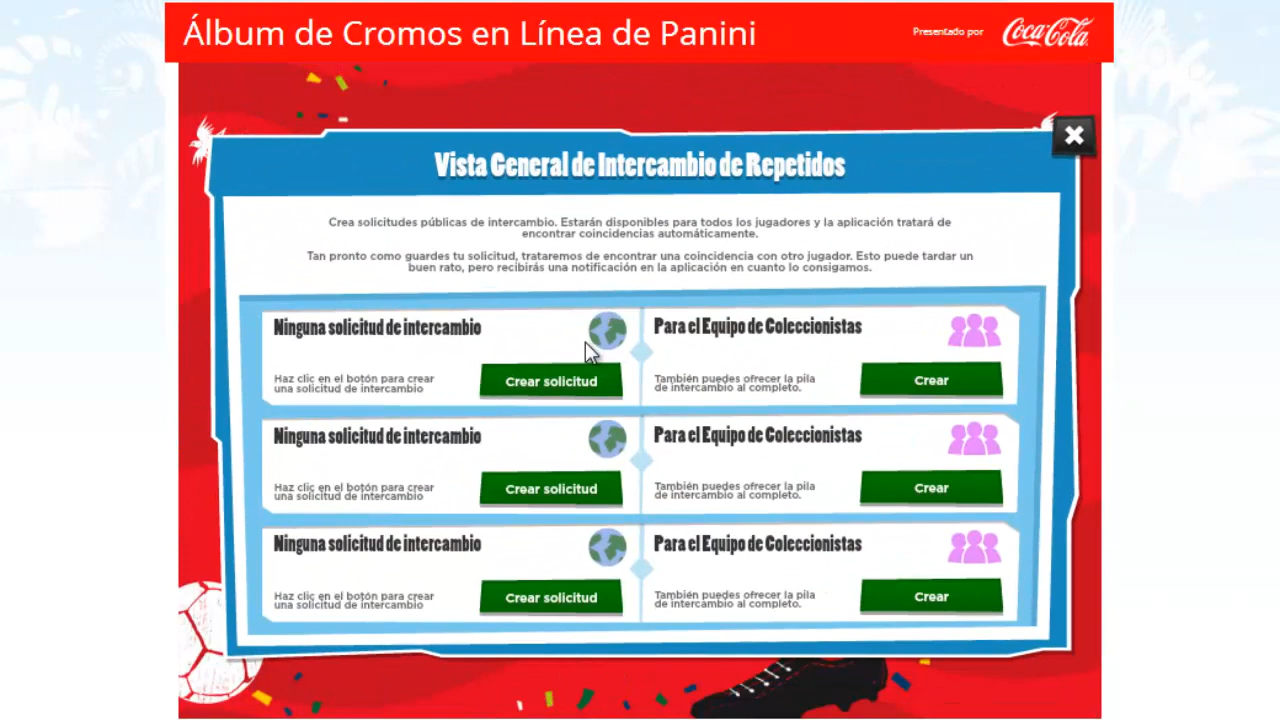 Álbum de Cromos en Línea de Panini
Presentado por
Coca-Cola
Vista General de Intercambio de Repetidos
Crea solicitudes públicas de intercambio. Estarán disponibles para todos los jugadores y la aplicación tratará de
encontrar coincidencias automáticamente.
Tan pronto como guardes tu solicitud, trataremos de encontrar una coincidencia con otro jugador. Esto puede tardar un
buen rato, pero recibirás una notificación en la aplicación en cuanto lo consigamos.
Ninguna solicitud de intercambio
Haz clic en el botón para crear
una solicitud de intercambio
Crear solicitud
Para el Equipo de Coleccionistas
También puedes ofrecer la pila
de intercambio al completo.
Crear
Ninguna solicitud de intercambio
Haz clic en el botón para crear
una solicitud de intercambio
Crear solicitud
Para el Equipo de Coleccionistas
También puedes ofrecer la pila
de intercambio al completo.
Crear
Ninguna solicitud de intercambio
Haz clic en el botón para crear
una solicitud de intercambio
Crear solicitud
Para el Equipo de Coleccionistas
También puedes ofrecer la pila
de intercambio al completo.
Crear